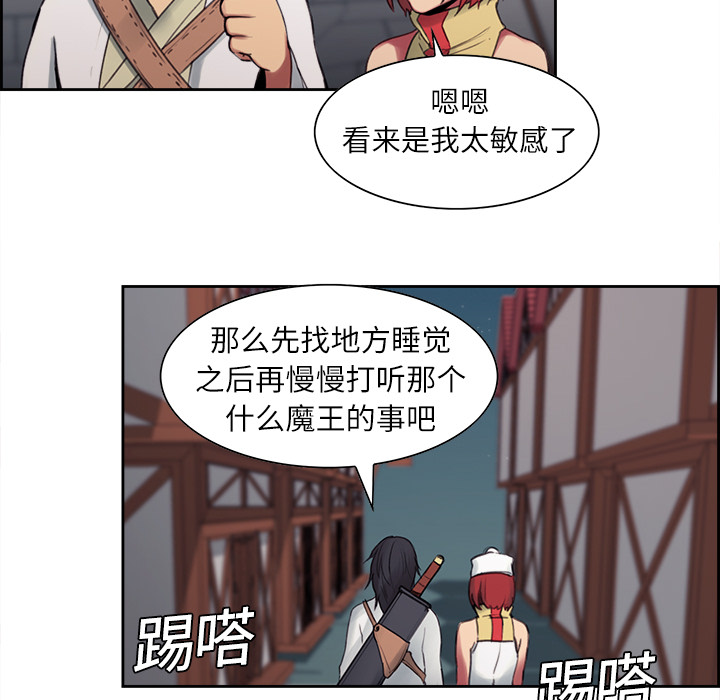 嗯嗯
看来是我太敏感了
那么先找地方睡觉
之后再慢慢打听那个
什么魔王的事吧
踢嗒
踢嗒